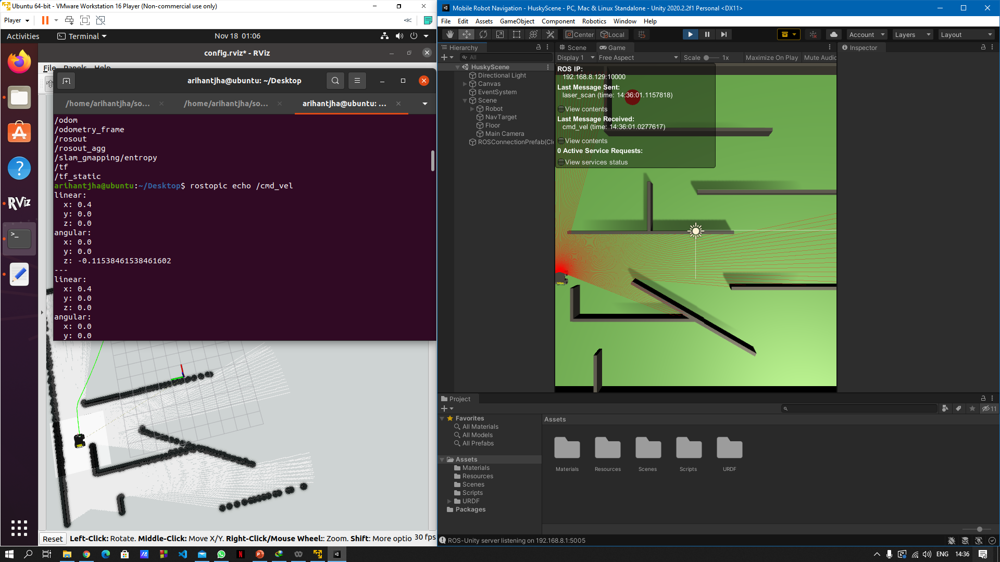 Ubuntu 64-bit - VMware Workstation 16 Player (Non-commercial use only)
Player
Activities
Terminal
Nov 18 01:06
config.rviz* - RViz
File Panels Help
arihantjha@ubuntu: ~/Desktop
/home/arihantjha/so...
/home/arihantjha/so...
arihantjha@ubuntu: ...
/odom
/odometry_frame
/rosout
/rosout_agg
/slam_gmapping/entropy
/tf
/tf_static
arihantjha@ubuntu:~/Desktop$ rostopic echo /cmd_vel
linear:
x: 0.4
y: 0.0
z: 0.0
angular:
x: 0.0
y: 0.0
z: -0.11538461538461602
---
linear:
x: 0.4
y: 0.0
z: 0.0
angular:
x: 0.0
y: 0.0
RViz
Reset
Left-Click: Rotate. Middle-Click: Move X/Y. Right-Click/Mouse Wheel:: Zoom. Shift: More optio
30 fps
Mobile Robot Navigation - HuskyScene - PC, Mac & Linux Standalone - Unity 2020.2.2f1 Personal <DX11>
File Edit Assets GameObject Component Robotics Window Help
Center
Local
Account
Layers
Layout
Hierarchy
All
HuskyScene
Directional Light
Canvas
EventSystem
Scene
Robot
NavTarget
Floor
Main Camera
ROSConnectionPrefab(Cl
Scene
Game
Display 1
Free Aspect
Scale
1x
Maximize On Play
Mute Audio
ROS IP:
192.168.8.129:10000
Last Message Sent:
laser_scan (time: 14:36:01.1157818)
View contents
Last Message Received:
cmd_vel (time: 14:36:01.0277617)
View contents
0 Active Service Requests:
View services status
Inspector
Project
11
Favorites
All Materials
All Models
All Prefabs
Assets
Materials
Resources
Scenes
Scripts
URDF
Packages
Assets
Materials
Resources
Scenes
Scripts
URDF
ROS-Unity server listening on 192.168.8.1:5005
ENG
14:36